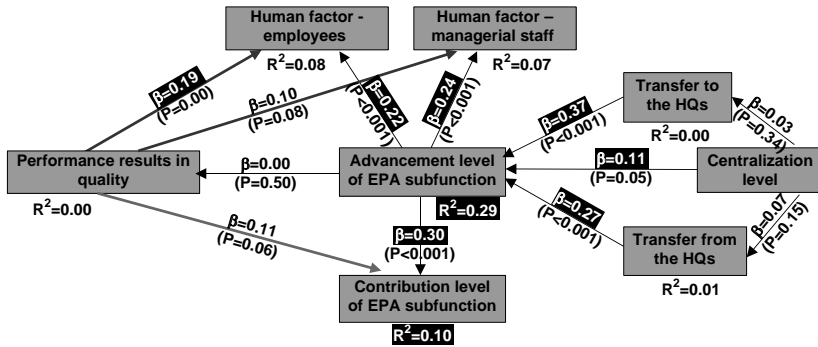 Human factor -
employees
R²=0.08
Human factor –
managerial staff
R²=0.07
β=0.19
(P=0.00)
β=0.10
(P=0.08)
β=0.22
(P<0.001)
β=0.24
(P<0.001)
Transfer to
the HQs
R²=0.00
β=0.37
(P<0.001)
β=0.03
(P=0.34)
Performance results in
quality
R²=0.00
β=0.00
(P=0.50)
Advancement level
of EPA subfunction
R²=0.29
β=0.11
(P=0.05)
Centralization
level
β=0.07
(P=0.15)
β=0.27
(P<0.001)
β=0.11
(P=0.06)
β=0.30
(P<0.001)
Transfer from
the HQs
R²=0.01
Contribution level
of EPA subfunction
R²=0.10